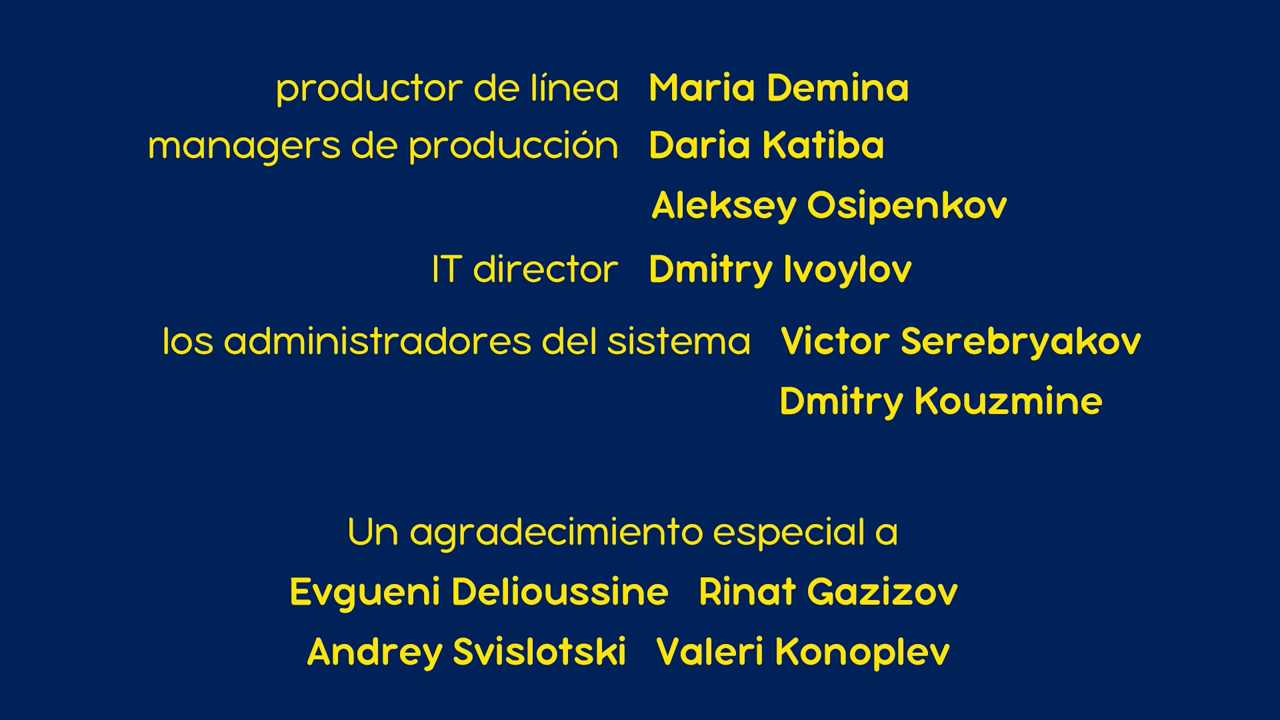 productor de línea Maria Demina
managers de producción Daria Katiba
Aleksey Osipenkov
IT director Dmitry Ivoylov
los administradores del sistema Victor Serebryakov
Dmitry Kouzmine
Un agradecimiento especial a
Evgueni Delioussine Rinat Gazizov
Andrey Svislotski Valeri Konoplev